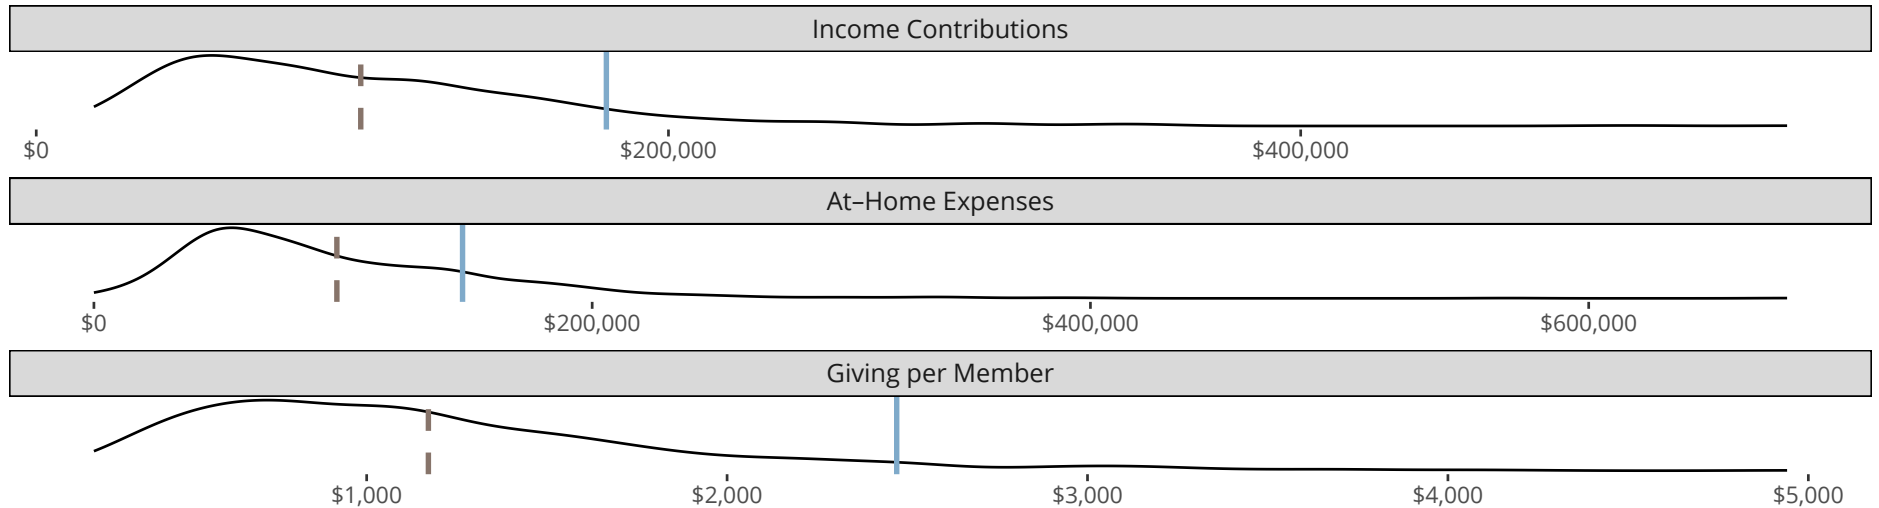 Income Contributions
$0 $200,000 $400,000
At–Home Expenses
$0 $200,000 $400,000 $600,000
Giving per Member
$1,000 $2,000 $3,000 $4,000 $5,000